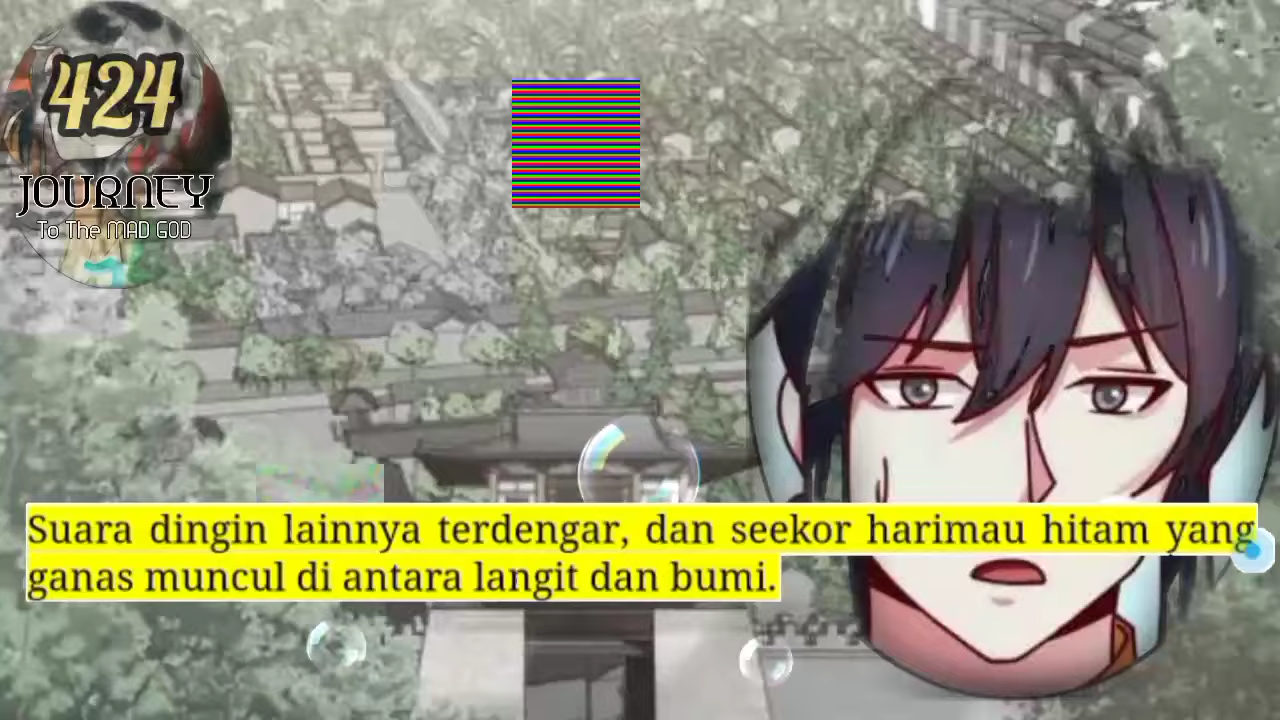 424
JOURNEY
To The MAD GOD
Suara dingin lainnya terdengar, dan seekor harimau hitam yang
ganas muncul di antara langit dan bumi.